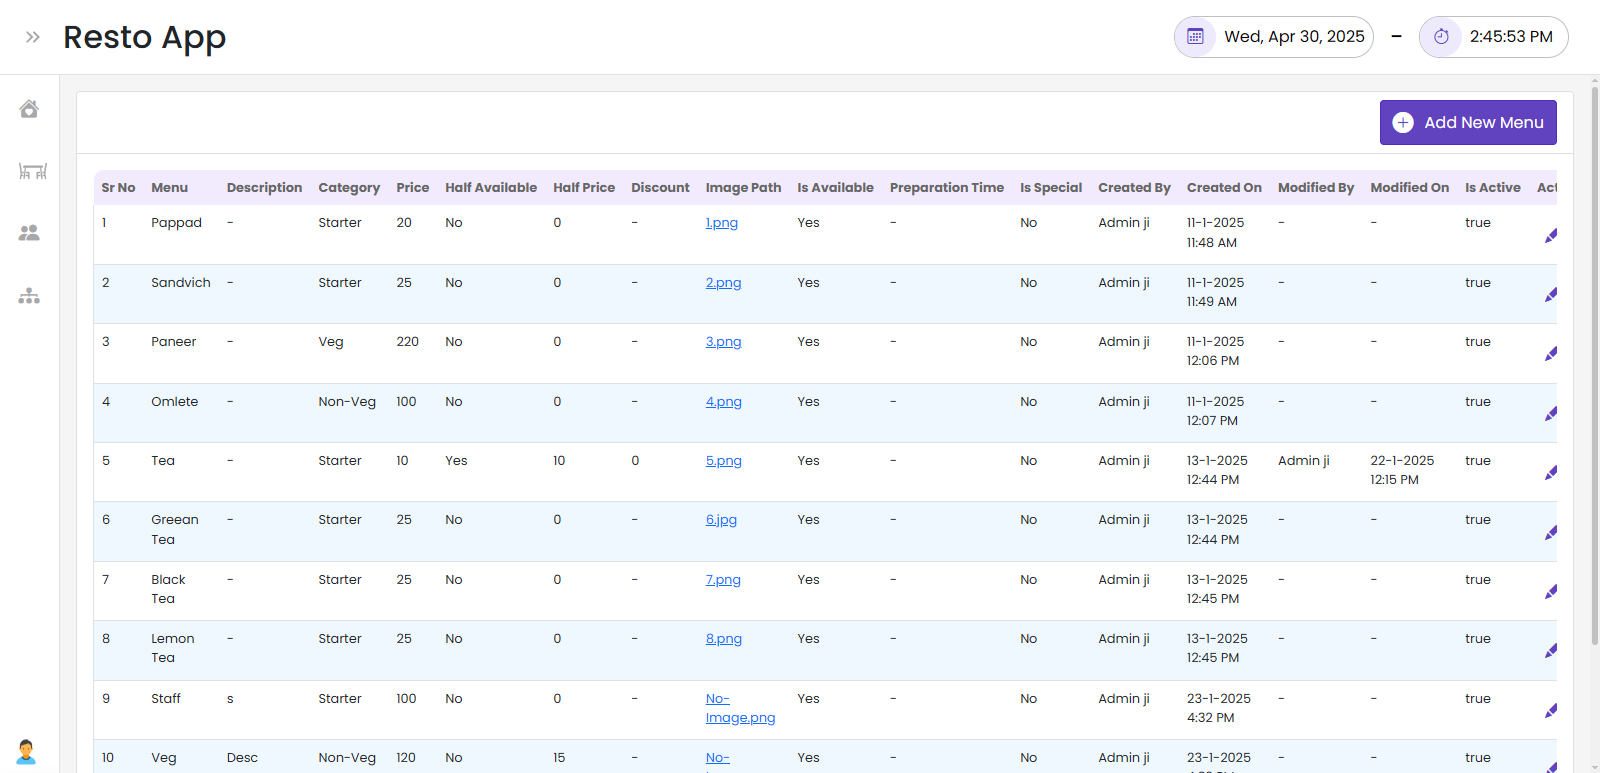 Resto App
Wed, Apr 30, 2025 – 2:45:53 PM
Add New Menu
Sr No Menu Description Category Price Half Available Half Price Discount Image Path Is Available Preparation Time Is Special Created By Created On Modified By Modified On Is Active Act
1 Pappad - Starter 20 No 0 - 1.png Yes - No Admin ji 11-1-2025 - - true
11:48 AM
2 Sandvich - Starter 25 No 0 - 2.png Yes - No Admin ji 11-1-2025 - - true
11:49 AM
3 Paneer - Veg 220 No 0 - 3.png Yes - No Admin ji 11-1-2025 - - true
12:06 PM
4 Omlete - Non-Veg 100 No 0 - 4.png Yes - No Admin ji 11-1-2025 - - true
12:07 PM
5 Tea - Starter 10 Yes 10 0 5.png Yes - No Admin ji 13-1-2025 Admin ji 22-1-2025 true
12:44 PM 12:15 PM
6 Greean - Starter 25 No 0 - 6.jpg Yes - No Admin ji 13-1-2025 - - true
Tea 12:44 PM
7 Black - Starter 25 No 0 - 7.png Yes - No Admin ji 13-1-2025 - - true
Tea 12:45 PM
8 Lemon - Starter 25 No 0 - 8.png Yes - No Admin ji 13-1-2025 - - true
Tea 12:45 PM
9 Staff s Starter 100 No 0 - No- Yes - No Admin ji 23-1-2025 - - true
Image.png 4:32 PM
10 Veg Desc Non-Veg 120 No 15 - No- Yes - No Admin ji 23-1-2025 - - true